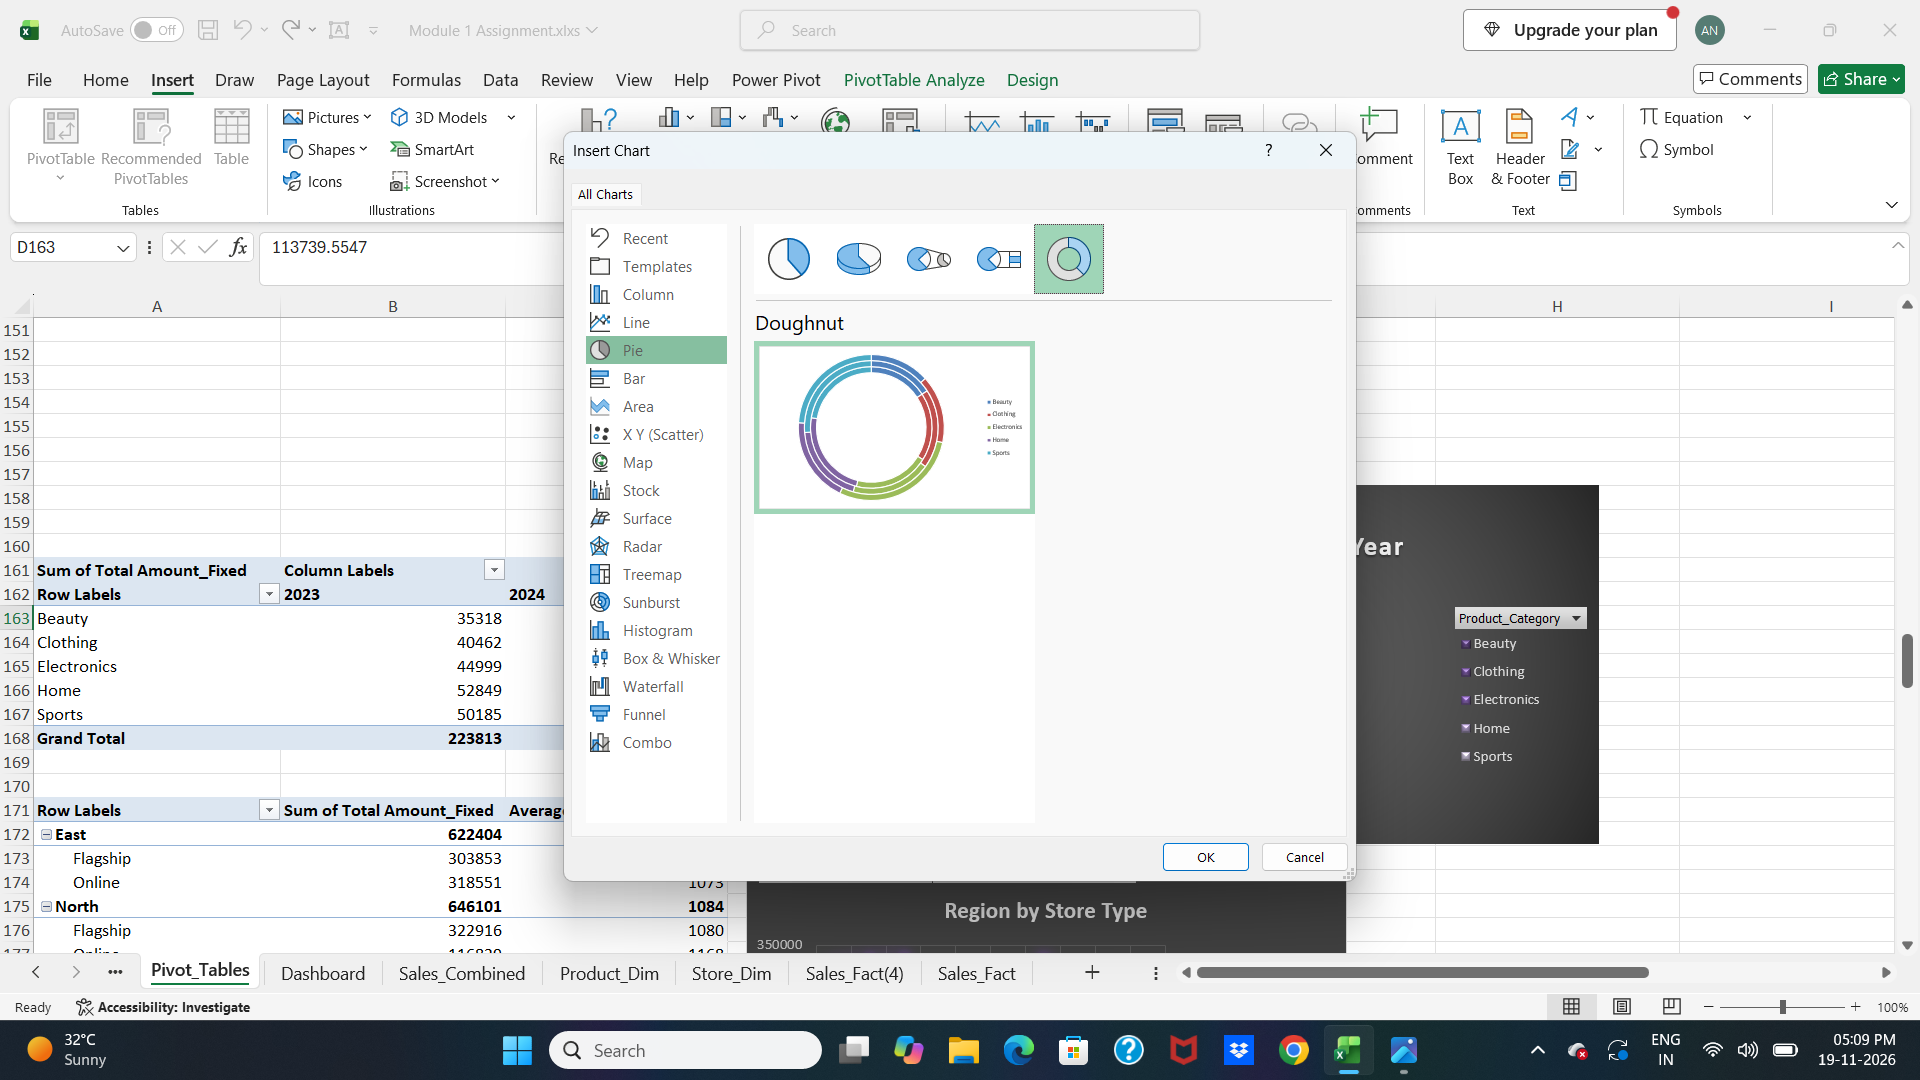 AutoSave Off Module 1 Assignment.xlxs Search Upgrade your plan AN
File Home Insert Draw Page Layout Formulas Data Review View Help Power Pivot PivotTable Analyze Design Comments Share
PivotTable
Recommended PivotTables
Table
Tables
Pictures
Shapes
Icons
3D Models
SmartArt
Screenshot
Illustrations
Text Box
Header & Footer
Text
Equation
Symbol
Symbols
D163 fx 113739.5547
Insert Chart ?
All Charts
Recent
Templates
Column
Line
Pie
Bar
Area
X Y (Scatter)
Map
Stock
Surface
Radar
Treemap
Sunburst
Histogram
Box & Whisker
Waterfall
Funnel
Combo
Doughnut
Beauty
Clothing
Electronics
Home
Sports
OK Cancel
A B H I
151
152
153
154
155
156
157
158
159
160
161 Sum of Total Amount_Fixed Column Labels
162 Row Labels 2023 2024
163 Beauty 35318
164 Clothing 40462
165 Electronics 44999
166 Home 52849
167 Sports 50185
168 Grand Total 223813
169
170
171 Row Labels Sum of Total Amount_Fixed
172 East 622404
173 Flagship 303853
174 Online 318551 1073
175 North 646101 1084
176 Flagship 322916 1080
Year
Product_Category
Beauty
Clothing
Electronics
Home
Sports
Region by Store Type
350000
Pivot_Tables Dashboard Sales_Combined Product_Dim Store_Dim Sales_Fact(4) Sales_Fact
Ready Accessibility: Investigate 100%
32°C
Sunny
Search
ENG
IN
05:09 PM
19-11-2026